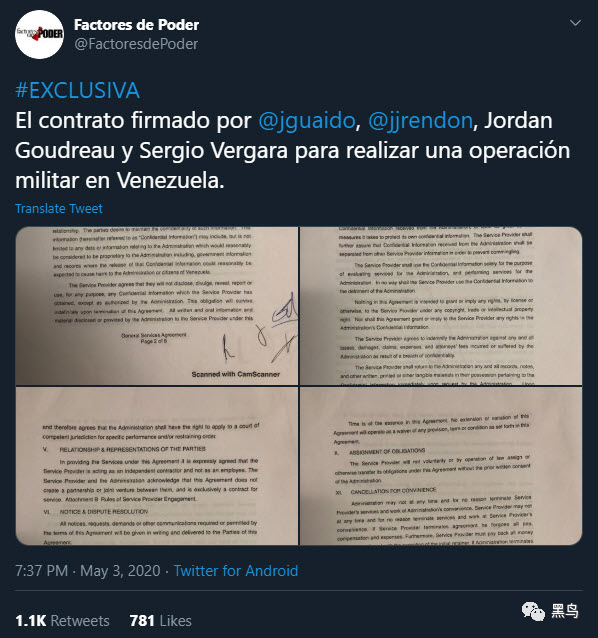 Factores de
PODER
Factores de Poder
@FactoresdePoder
#EXCLUSIVA
El contrato firmado por @jguaido, @jjrendon, Jordan
Goudreau y Sergio Vergara para realizar una operación
militar en Venezuela.
Translate Tweet
relationship. The parties desire to maintain the confidentiality of such information. This
information (hereinafter referred to as "Confidential Information") may include, but is not
limited to any data or information relating to the Administration which would reasonably
be considered to be proprietary to the Administration including, government information
and records where the release of that Confidential Information could reasonably be
expected to cause harm to the Administration or citizens of Venezuela.
The Service Provider agrees that they will not disclose, divulge, reveal, report or
use, for any purpose, any Confidential Information which the Service Provider has
obtained, except as authorized by the Administration. This obligation will survive
indefinitely upon termination of this Agreement. All written and oral information and
material disclosed or provided by the Administration to the Service Provider under this
General Services Agreement
Page 2 of 8
Scanned with CamScanner
Confidential Information received from the
measures it takes to protect its own confidential information. The Service Provider shall
further assure that Confidential Information received from the Administration shall be
separated from other Service Provider information in order to prevent commingling.
The Service Provider shall use the Confidential Information solely for the purpose
of evaluating serviced for the Administration, and performing services for the
Administration. In no way shall the Service Provider use the Confidential Information to
the detriment of the Administration.
Nothing in this Agreement is intended to grant or imply any rights, by license or
otherwise, to the Service Provider under any copyright, trade or intellectual property
right. Nor shall this Agreement grant or imply to the Service Provider any rights in the
Administration's Confidential Information.
The Service Provider agrees to indemnify the Administration against any and all
losses, damages, claims, expenses, and attorneys' fees incurred or suffered by the
Administration as result of a breach of confidentiality.
The Service Provider shall return to the Administration any and all records, notes,
and other written, printed or other tangible materials in their possession pertaining to the
Confidential Information immediately upon request by the Administration. Upon
and therefore agrees that the Administration shall have the right to apply to a court of
competent jurisdiction for specific performance and/or restraining order.
V. RELATIONSHIP & REPRESENTATIONS OF THE PARTIES
In providing the Services under this Agreement it is expressly agreed that the
Service Provider is acting as an independent contractor and not as an employee. The
Service Provider and the Administration acknowledge that this Agreement does not
create a partnership or joint venture between them, and is exclusively a contract for
service. Attachment B Rules of Service Provider Engagement.
VI. NOTICE & DISPUTE RESOLUTION
All notices, requests, demands or other communications required or permitted by
the terms of this Agreement will be given in writing and delivered to the Parties of this
Agreement.
Time is of the essence in this Agreement. No extension or variation of this
Agreement will operate as a waiver of any provision, term or condition as set forth in this
Agreement.
X. ASSIGNMENT OF OBLIGATIONS
The Service Provider will not voluntarily or by operation of law assign or
otherwise transfer its obligations under this Agreement without the prior written consent
of the Administration.
XI. CANCELLATION FOR CONVENIENCE
Administration may not at any time and for no reason terminate Service
Provider's services and work at Administration's convenience. Service Provider may not
at any time and for no reason terminate services and work at Service Provider's
convenience. If Service Provider terminates agreement he forgoes all any
compensation and expenses. Furthermore, Service Provider must pay back all money
initial retainer. If Administration terminates
7:37 PM · May 3, 2020 · Twitter for Android
1.1K Retweets 781 Likes
黑鸟